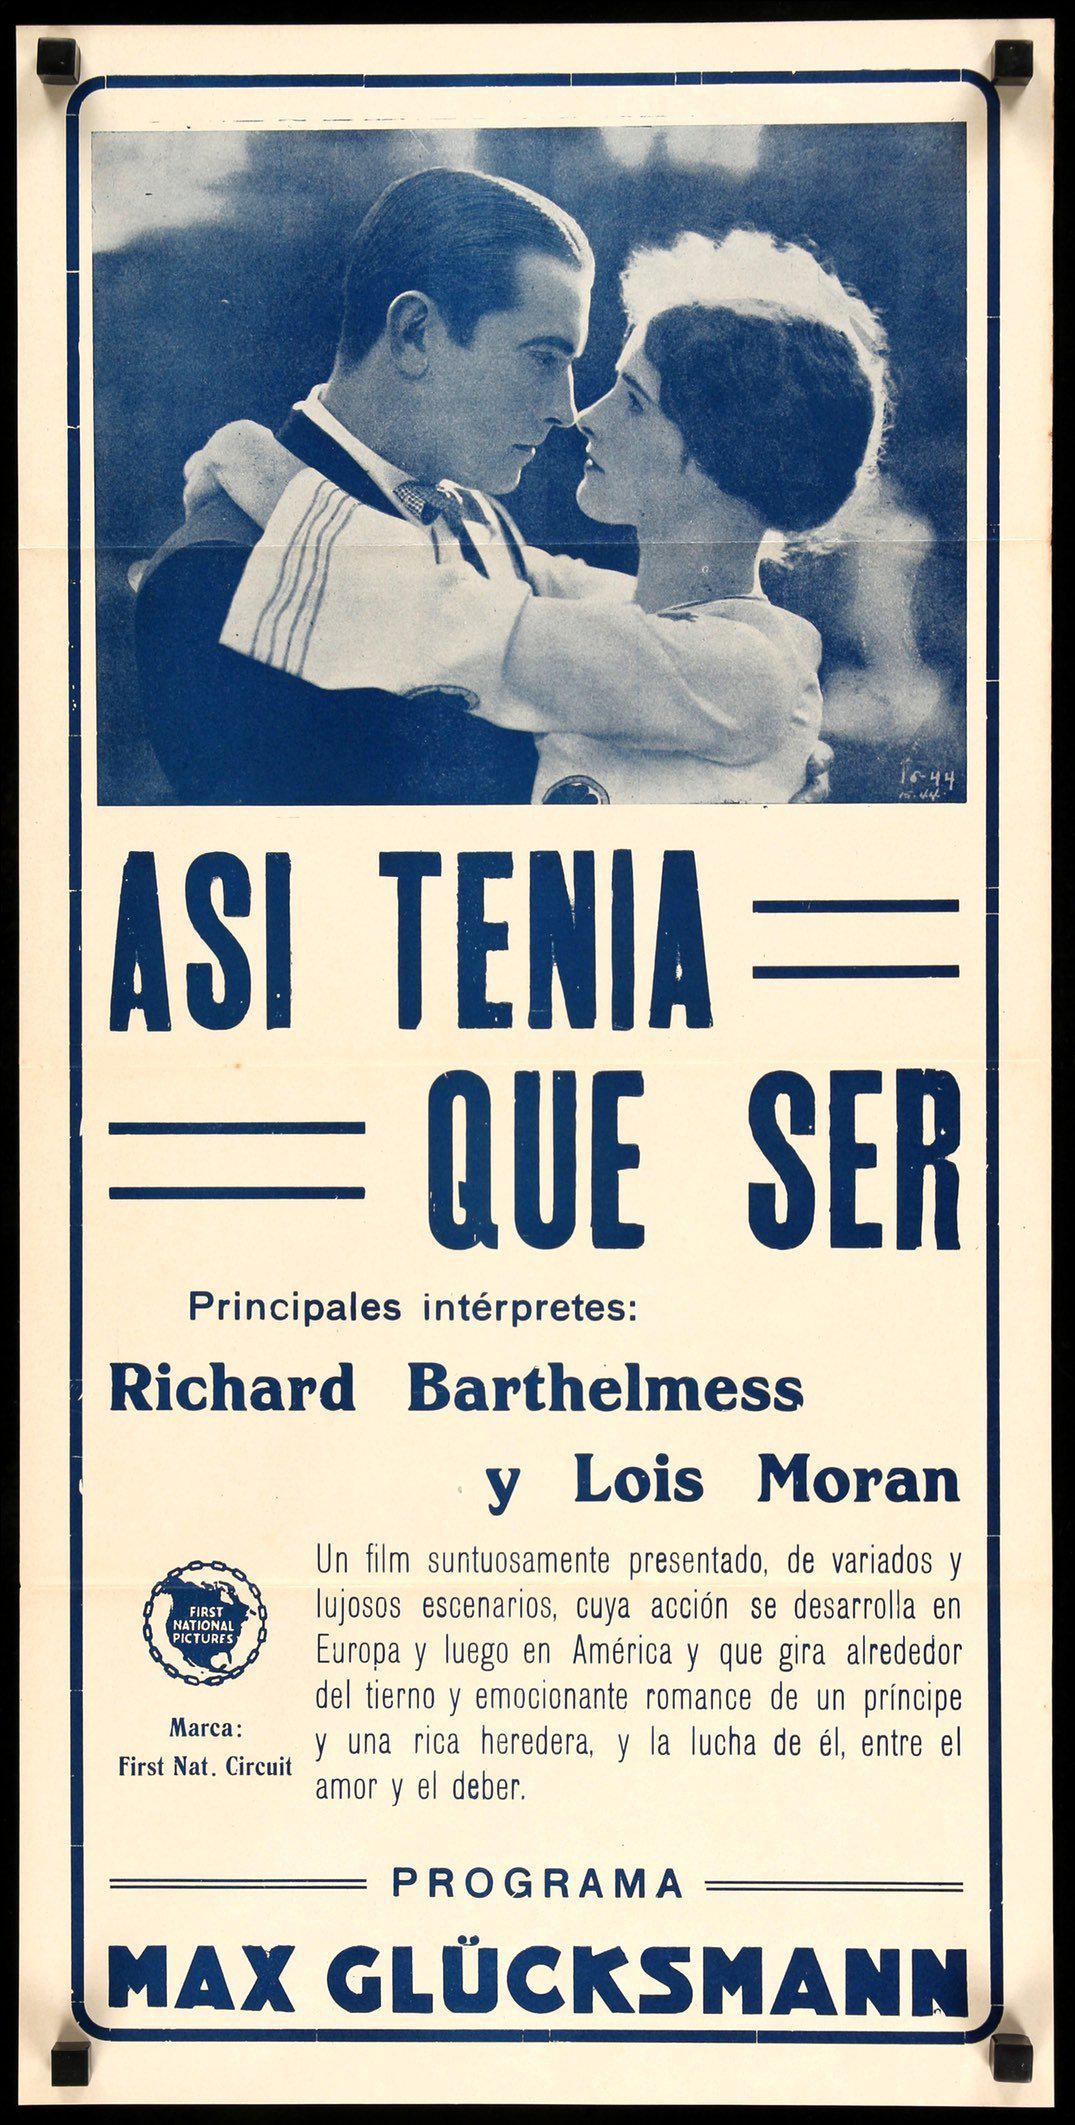 ASI TENIA
QUE SER
Principales intérpretes:
Richard Barthelmess
y Lois Moran
Un film suntuosamente presentado, de variados y
lujosos escenarios, cuya acción se desarrolla en
Europa y luego en América y que gira alrededor
del tierno y emocionante romance de un príncipe
y una rica heredera, y la lucha de él, entre el
amor y el deber.
FIRST
NATIONAL
PICTURES
Marca:
First Nat. Circuit
PROGRAMA
MAX GLÜCKSMANN